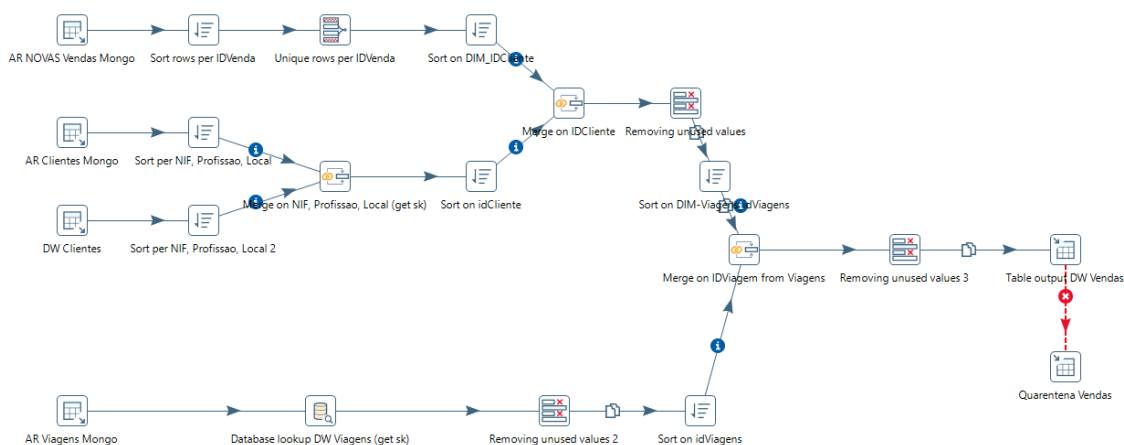 AR NOVAS Vendas Mongo
Sort rows per IDVenda
Unique rows per IDVenda
Sort on DIM_IDCliente
Merge on IDCliente
Removing unused values
AR Clientes Mongo
Sort per NIF, Profissao, Local
Merge on NIF, Profissao, Local (get sk)
Sort on idCliente
Sort on DIM-Viagens idViagens
DW Clientes
Sort per NIF, Profissao, Local 2
Merge on IDViagem from Viagens
Removing unused values 3
Table output DW Vendas
Quarentena Vendas
AR Viagens Mongo
Database lookup DW Viagens (get sk)
Removing unused values 2
Sort on idViagens